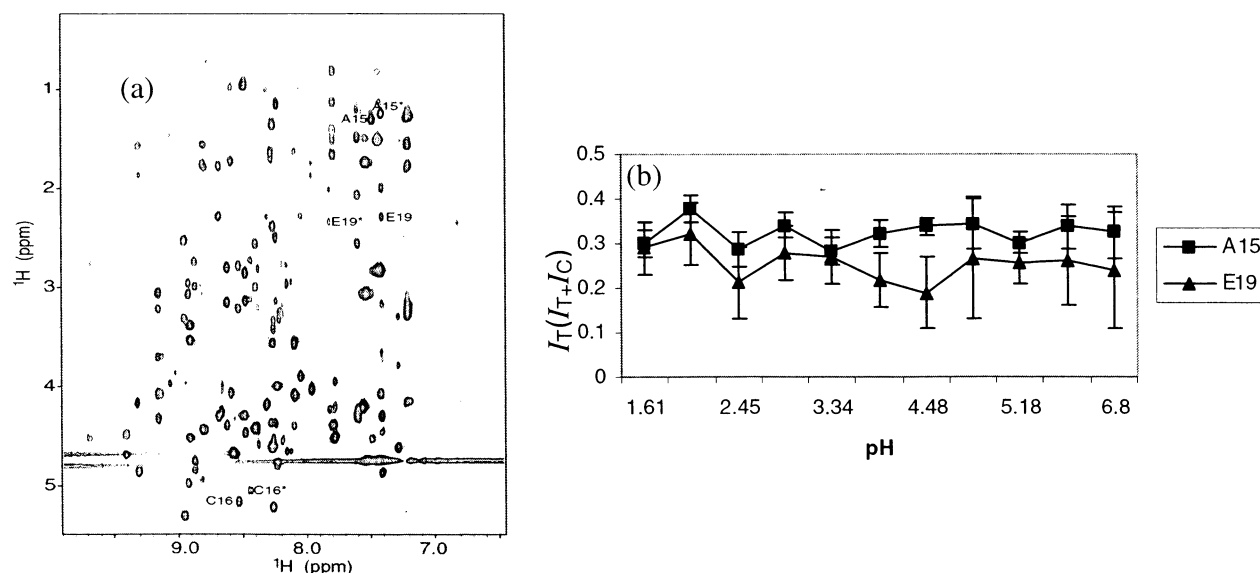 (a)
1
2
3
4
5
¹H (ppm)
A15*
A15
E19*
E19
C16
C16*
9.0
8.0
7.0
¹H (ppm)
(b)
0.5
0.4
0.3
0.2
0.1
0
I_T(I_T+I_C)
1.61
2.45
3.34
4.48
5.18
6.8
pH
A15
E19